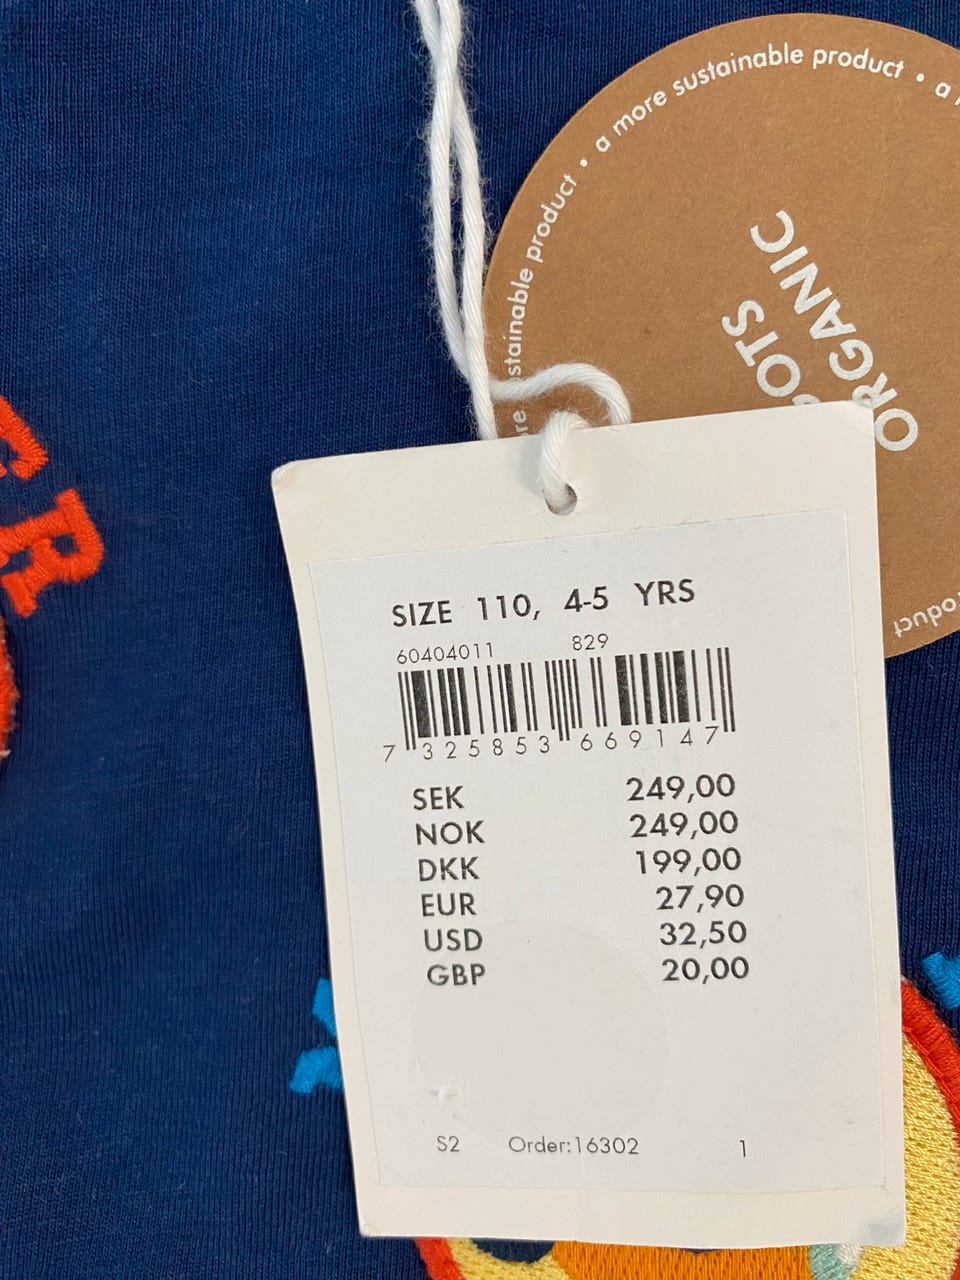 a more sustainable product • a
stainable product •
GOTS
ORGANIC
product
SIZE 110, 4-5 YRS
60404011 829
7 325853 669147
SEK 249,00
NOK 249,00
DKK 199,00
EUR 27,90
USD 32,50
GBP 20,00
S2 Order:16302 1